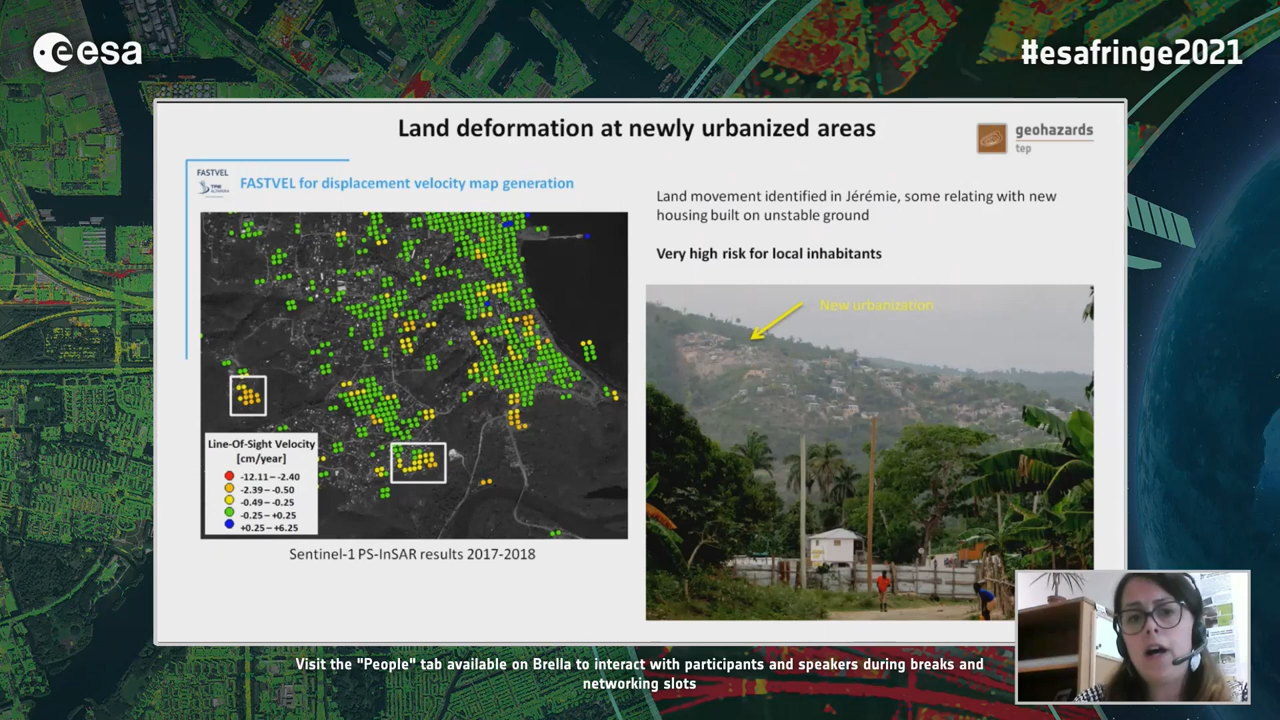 esa
#esafringe2021
Land deformation at newly urbanized areas
geohazards
tep
FASTVEL
TRE
ALTAMIRA
FASTVEL for displacement velocity map generation
Land movement identified in Jérémie, some relating with new
housing built on unstable ground
Very high risk for local inhabitants
New urbanization
Line-Of-Sight Velocity
[cm/year]
-12.11 – -2.40
-2.39 – -0.50
-0.49 – -0.25
-0.25 – +0.25
+0.25 – +6.25
Sentinel-1 PS-InSAR results 2017-2018
Visit the "People" tab available on Brella to interact with participants and speakers during breaks and
networking slots